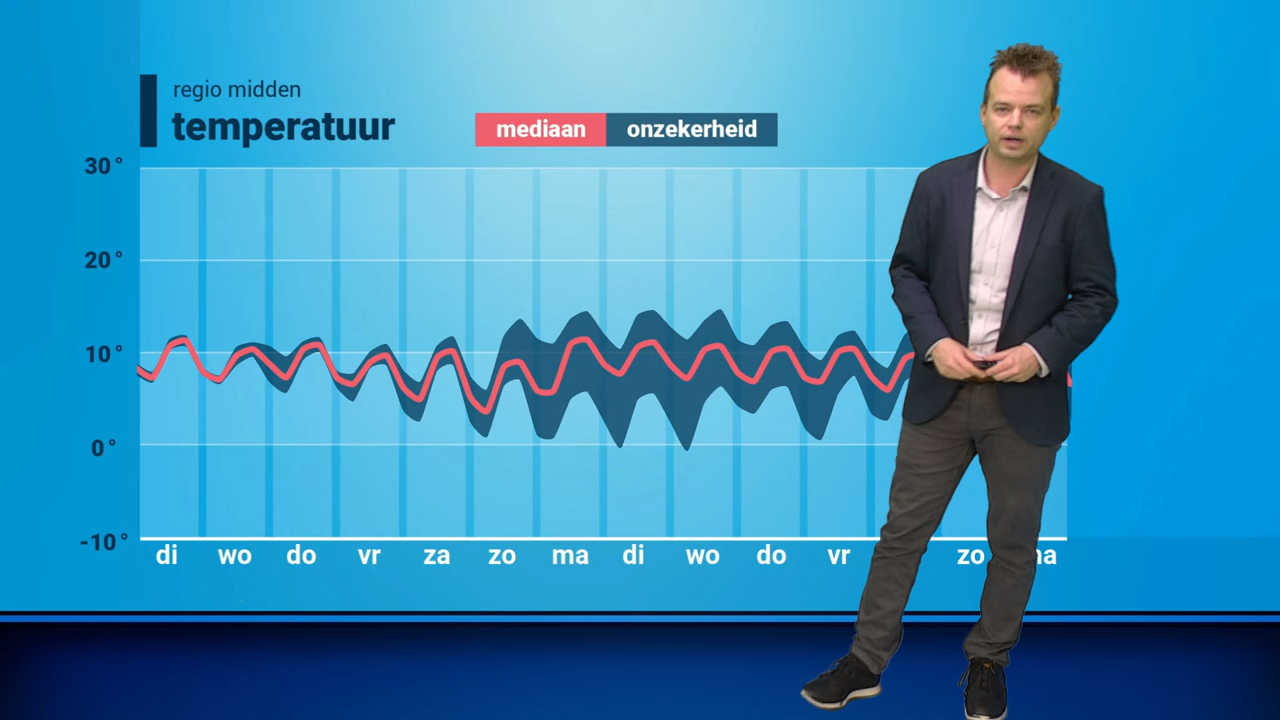 regio midden
temperatuur
mediaan onzekerheid
30°
20°
10°
0°
-10°
di wo do vr za zo ma di wo do vr zo